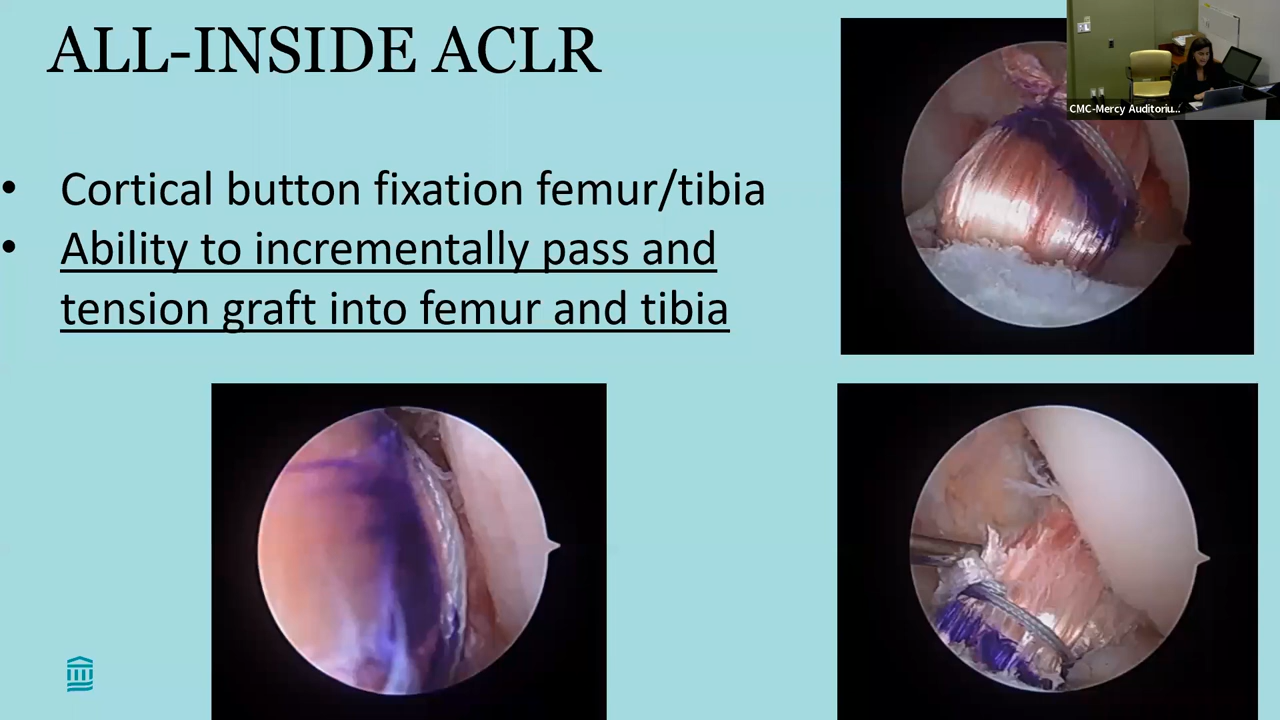 ALL-INSIDE ACLR
CMC-Mercy Auditoriu...
• Cortical button fixation femur/tibia
• Ability to incrementally pass and
tension graft into femur and tibia